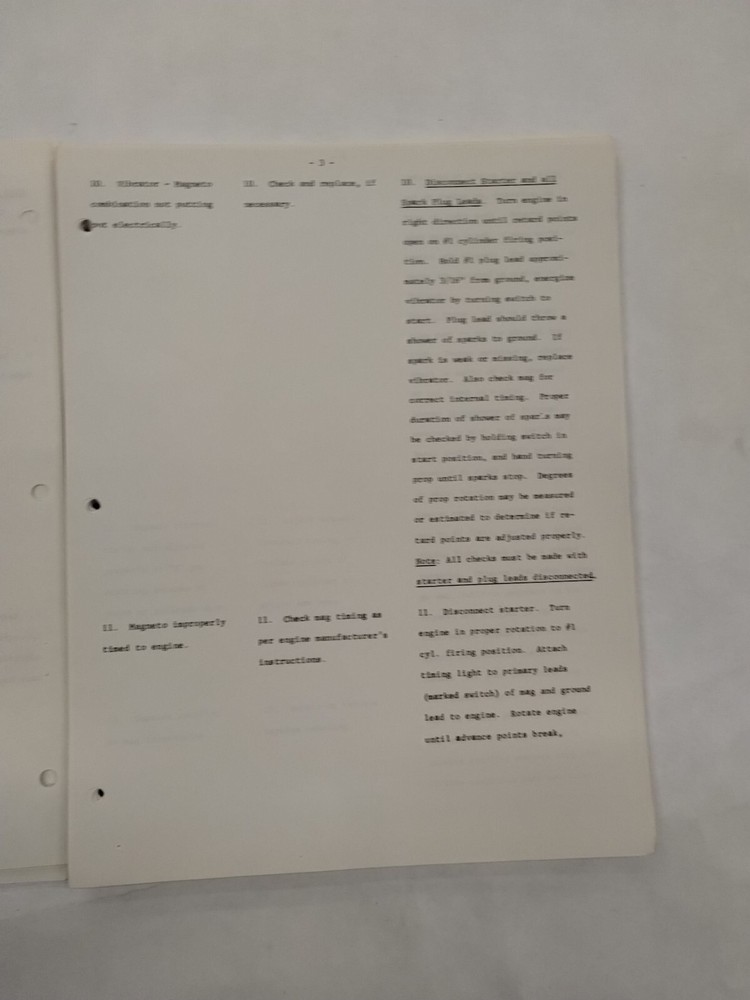 - 3 -
10. Vibrator - Magneto
combination not putting
out electrically.
10. Check and replace, if
necessary.
10. Disconnect Starter and all
Spark Plug Leads. Turn engine in
right direction until retard points
open on #1 cylinder firing posi-
tion. Hold #1 plug lead approxi-
mately 3/16" from ground, energize
vibrator by turning switch to
start. Plug lead should throw a
shower of sparks to ground. If
spark is weak or missing, replace
vibrator. Also check mag for
correct internal timing. Proper
duration of shower of sparks may
be checked by holding switch in
start position, and hand turning
prop until sparks stop. Degrees
of prop rotation may be measured
or estimated to determine if re-
tard points are adjusted properly.
Note: All checks must be made with
starter and plug leads disconnected.
11. Magneto improperly
timed to engine.
11. Check mag timing as
per engine manufacturer's
instructions.
11. Disconnect starter. Turn
engine in proper rotation to #1
cyl. firing position. Attach
timing light to primary leads
(marked switch) of mag and ground
lead to engine. Rotate engine
until advance points break,